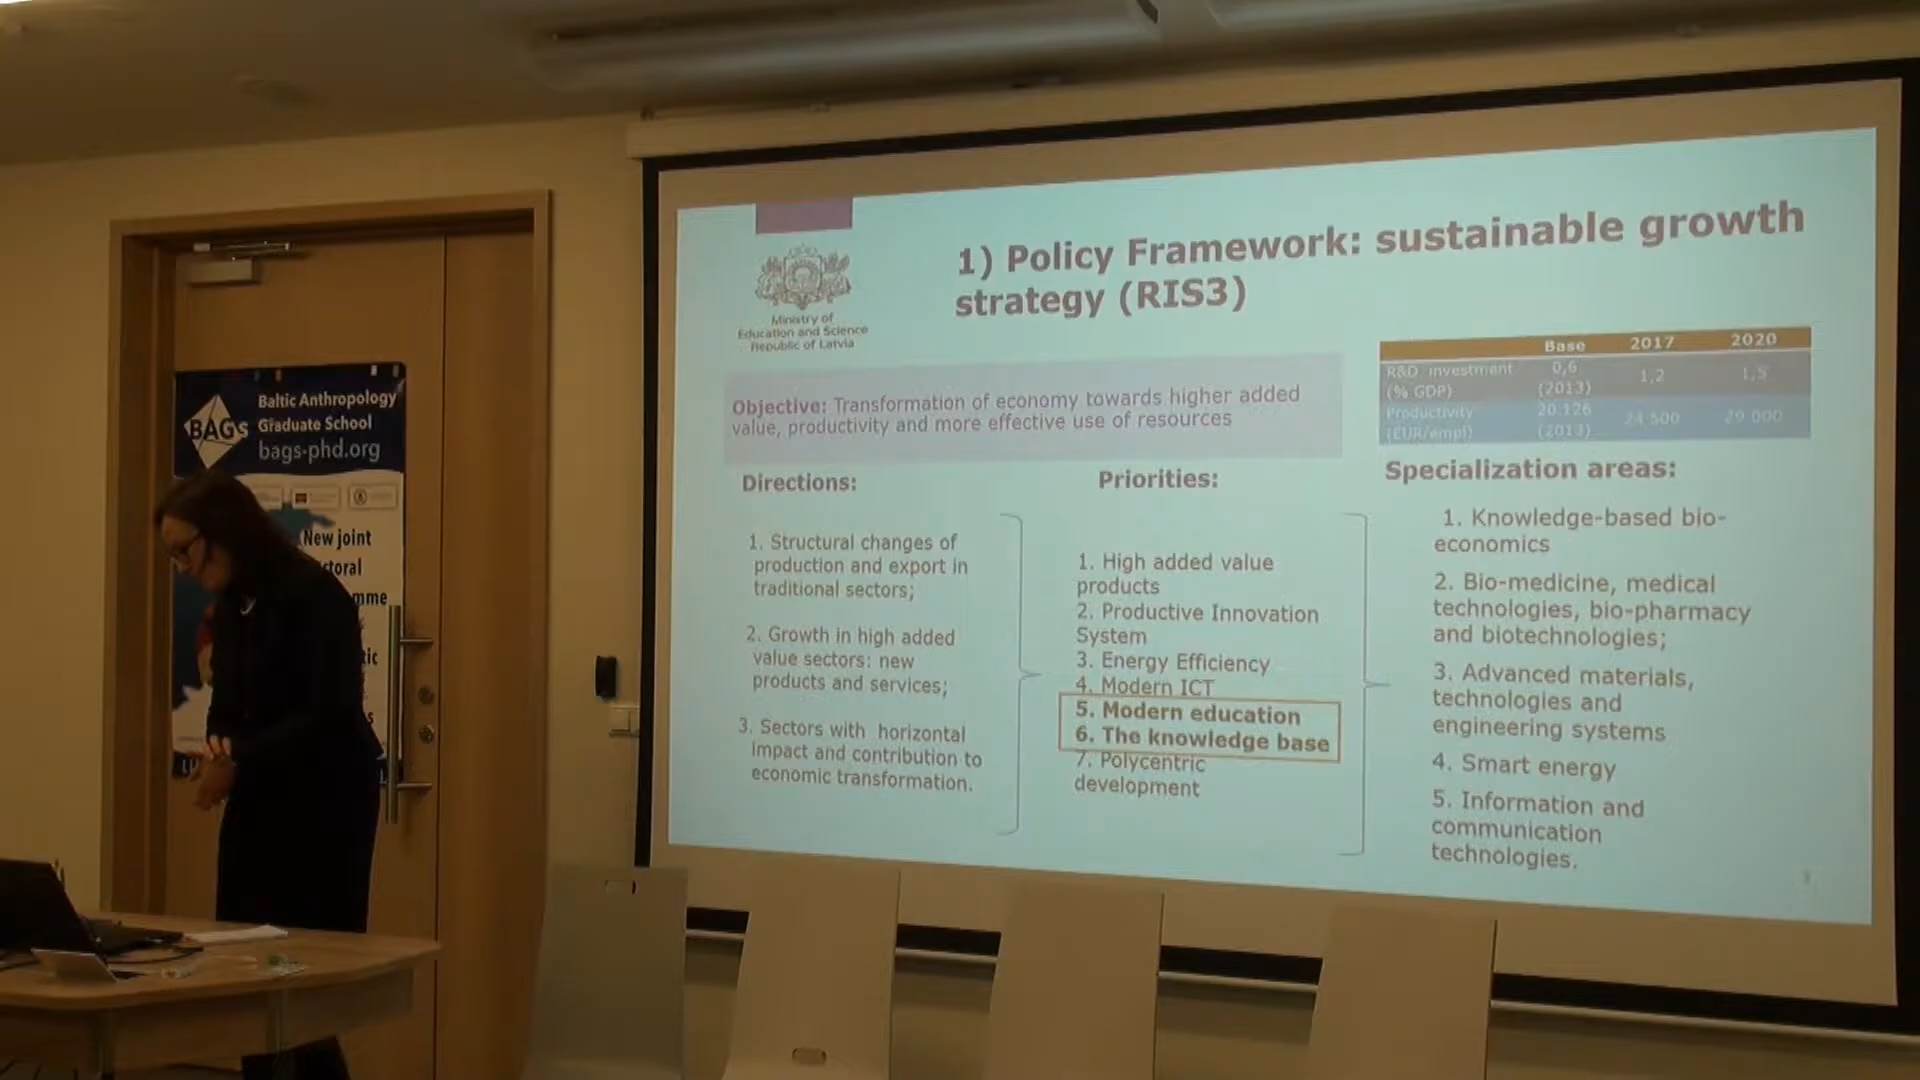 1) Policy Framework: sustainable growth
strategy (RIS3)
Ministry of
Education and Science
Republic of Latvia
Base 2017 2020
R&D investment 0,6 1,2 1,5
(% GDP) (2013)
Productivity 20 126 24 500 29 000
(EUR/empl) (2013)
Objective: Transformation of economy towards higher added
value, productivity and more effective use of resources
Directions:
1. Structural changes of
production and export in
traditional sectors;
2. Growth in high added
value sectors: new
products and services;
3. Sectors with horizontal
impact and contribution to
economic transformation.
Priorities:
1. High added value
products
2. Productive Innovation
System
3. Energy Efficiency
4. Modern ICT
5. Modern education
6. The knowledge base
7. Polycentric
development
Specialization areas:
1. Knowledge-based bio-
economics
2. Bio-medicine, medical
technologies, bio-pharmacy
and biotechnologies;
3. Advanced materials,
technologies and
engineering systems
4. Smart energy
5. Information and
communication
technologies.
BAGs
Baltic Anthropology
Graduate School
bags-phd.org
New joint